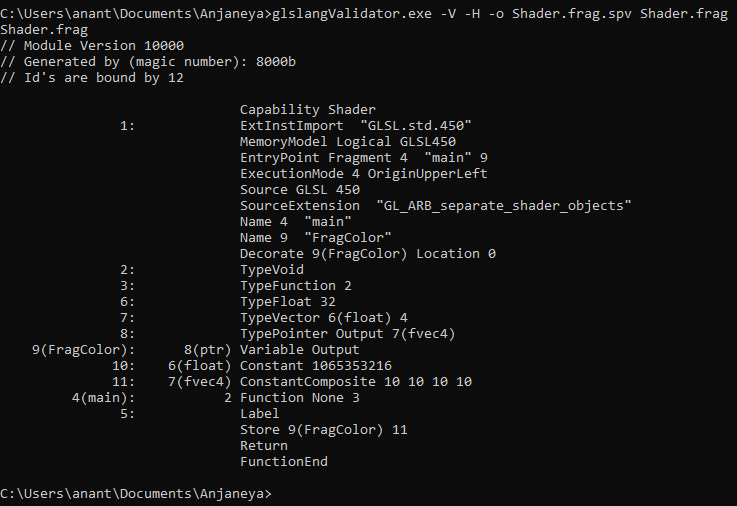 C:\Users\anant\Documents\Anjaneya>glslangValidator.exe -V -H -o Shader.frag.spv Shader.frag
Shader.frag
// Module Version 10000
// Generated by (magic number): 8000b
// Id's are bound by 12

                              Capability Shader
               1:             ExtInstImport  "GLSL.std.450"
                              MemoryModel Logical GLSL450
                              EntryPoint Fragment 4  "main" 9
                              ExecutionMode 4 OriginUpperLeft
                              Source GLSL 450
                              SourceExtension  "GL_ARB_separate_shader_objects"
                              Name 4  "main"
                              Name 9  "FragColor"
                              Decorate 9(FragColor) Location 0
               2:             TypeVoid
               3:             TypeFunction 2
               6:             TypeFloat 32
               7:             TypeVector 6(float) 4
               8:             TypePointer Output 7(fvec4)
    9(FragColor):      8(ptr) Variable Output
              10:    6(float) Constant 1065353216
              11:    7(fvec4) ConstantComposite 10 10 10 10
         4(main):           2 Function None 3
               5:             Label
                              Store 9(FragColor) 11
                              Return
                              FunctionEnd

C:\Users\anant\Documents\Anjaneya>